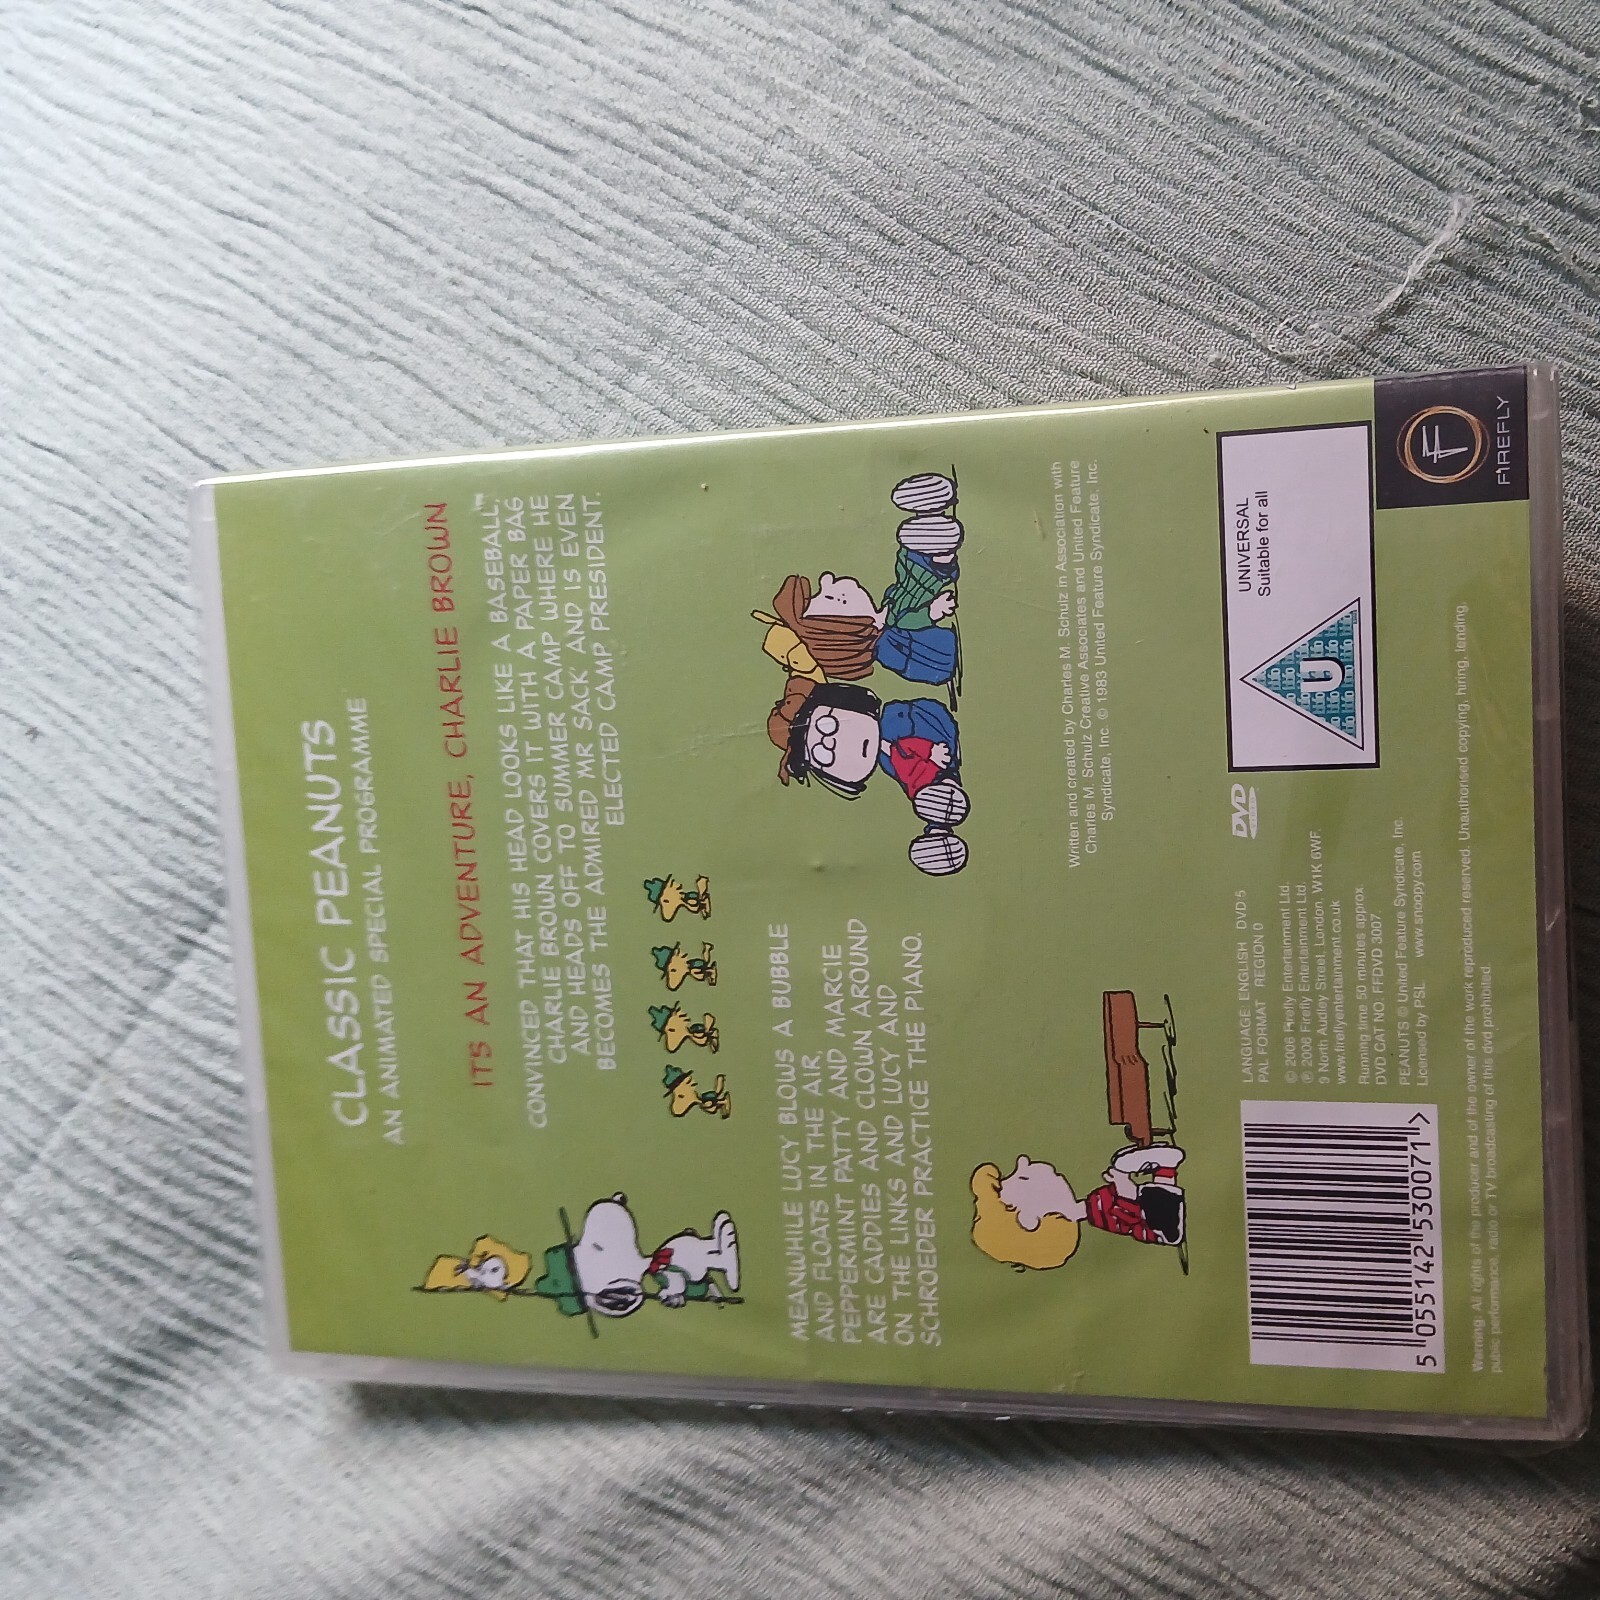 CLASSIC PEANUTS
AN ANIMATED SPECIAL PROGRAMME
IT'S AN ADVENTURE, CHARLIE BROWN
CONVINCED THAT HIS HEAD LOOKS LIKE A BASEBALL,
CHARLIE BROWN COVERS IT WITH A PAPER BAG
AND HEADS OFF TO SUMMER CAMP WHERE HE
BECOMES THE ADMIRED MR SACK' AND IS EVEN
ELECTED CAMP PRESIDENT.
MEANWHILE LUCY BLOWS A BUBBLE
AND FLOATS IN THE AIR,
PEPPERMINT PATTY AND MARCIE
ARE CADDIES AND CLOWN AROUND
ON THE LINKS AND LUCY AND
SCHROEDER PRACTICE THE PIANO.
Written and created by Charles M. Schulz in Association with
Charles M. Schulz Creative Associates and United Feature
Syndicate, Inc. © 1983 United Feature Syndicate, Inc.
LANGUAGE ENGLISH DVD5
PAL FORMAT REGION 0
© 2006 Firefly Entertainment Ltd.
℗ 2006 Firefly Entertainment Ltd.
9 North Audley Street, London, W1K 6WF.
www.fireflyentertainment.co.uk
Running time 50 minutes approx
DVD CAT NO. FFDVD 3007
PEANUTS © United Feature Syndicate, Inc.
Licensed by PSL www.snoopy.com
DVD
U
UNIVERSAL
Suitable for all
F
FIREFLY
5 055142 530071 >
Warning. All rights of the producer and of the owner of the work reproduced reserved. Unauthorised copying, hiring, lending,
public performance, radio or TV broadcasting of this dvd prohibited.